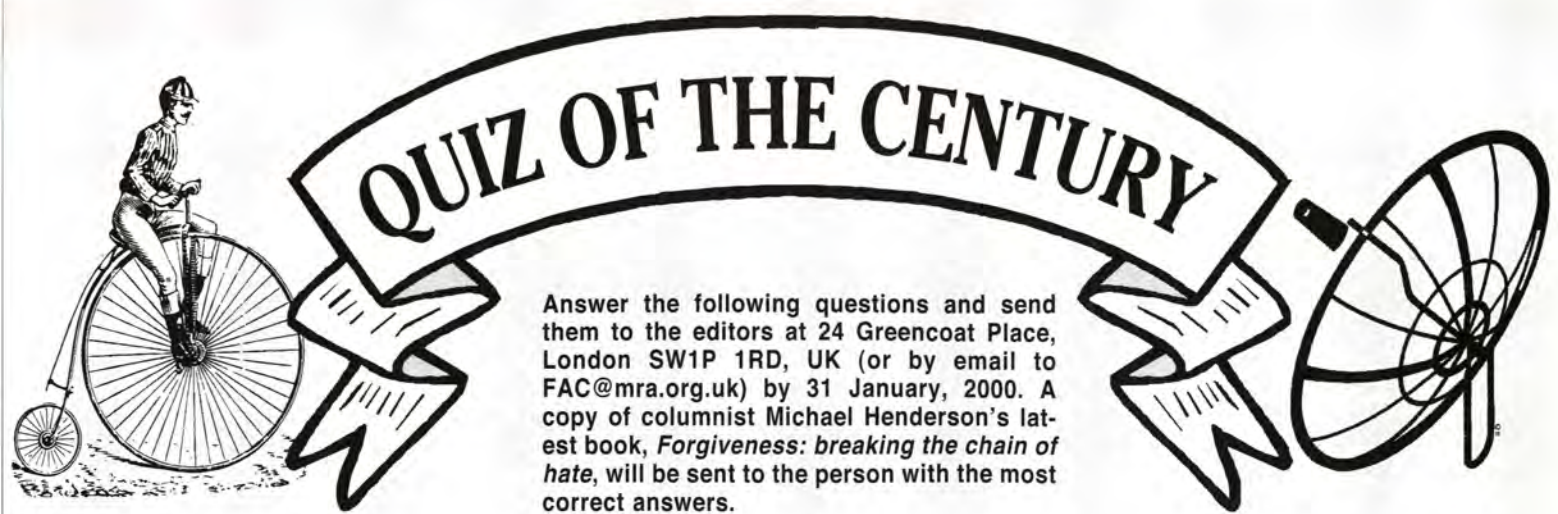 QUIZ OF THE CENTURY
Answer the following questions and send
them to the editors at 24 Greencoat Place,
London SW1P 1RD, UK (or by email to
FAC@mra.org.uk) by 31 January, 2000. A
copy of columnist Michael Henderson's lat-
est book, Forgiveness: breaking the chain of
hate, will be sent to the person with the most
correct answers.